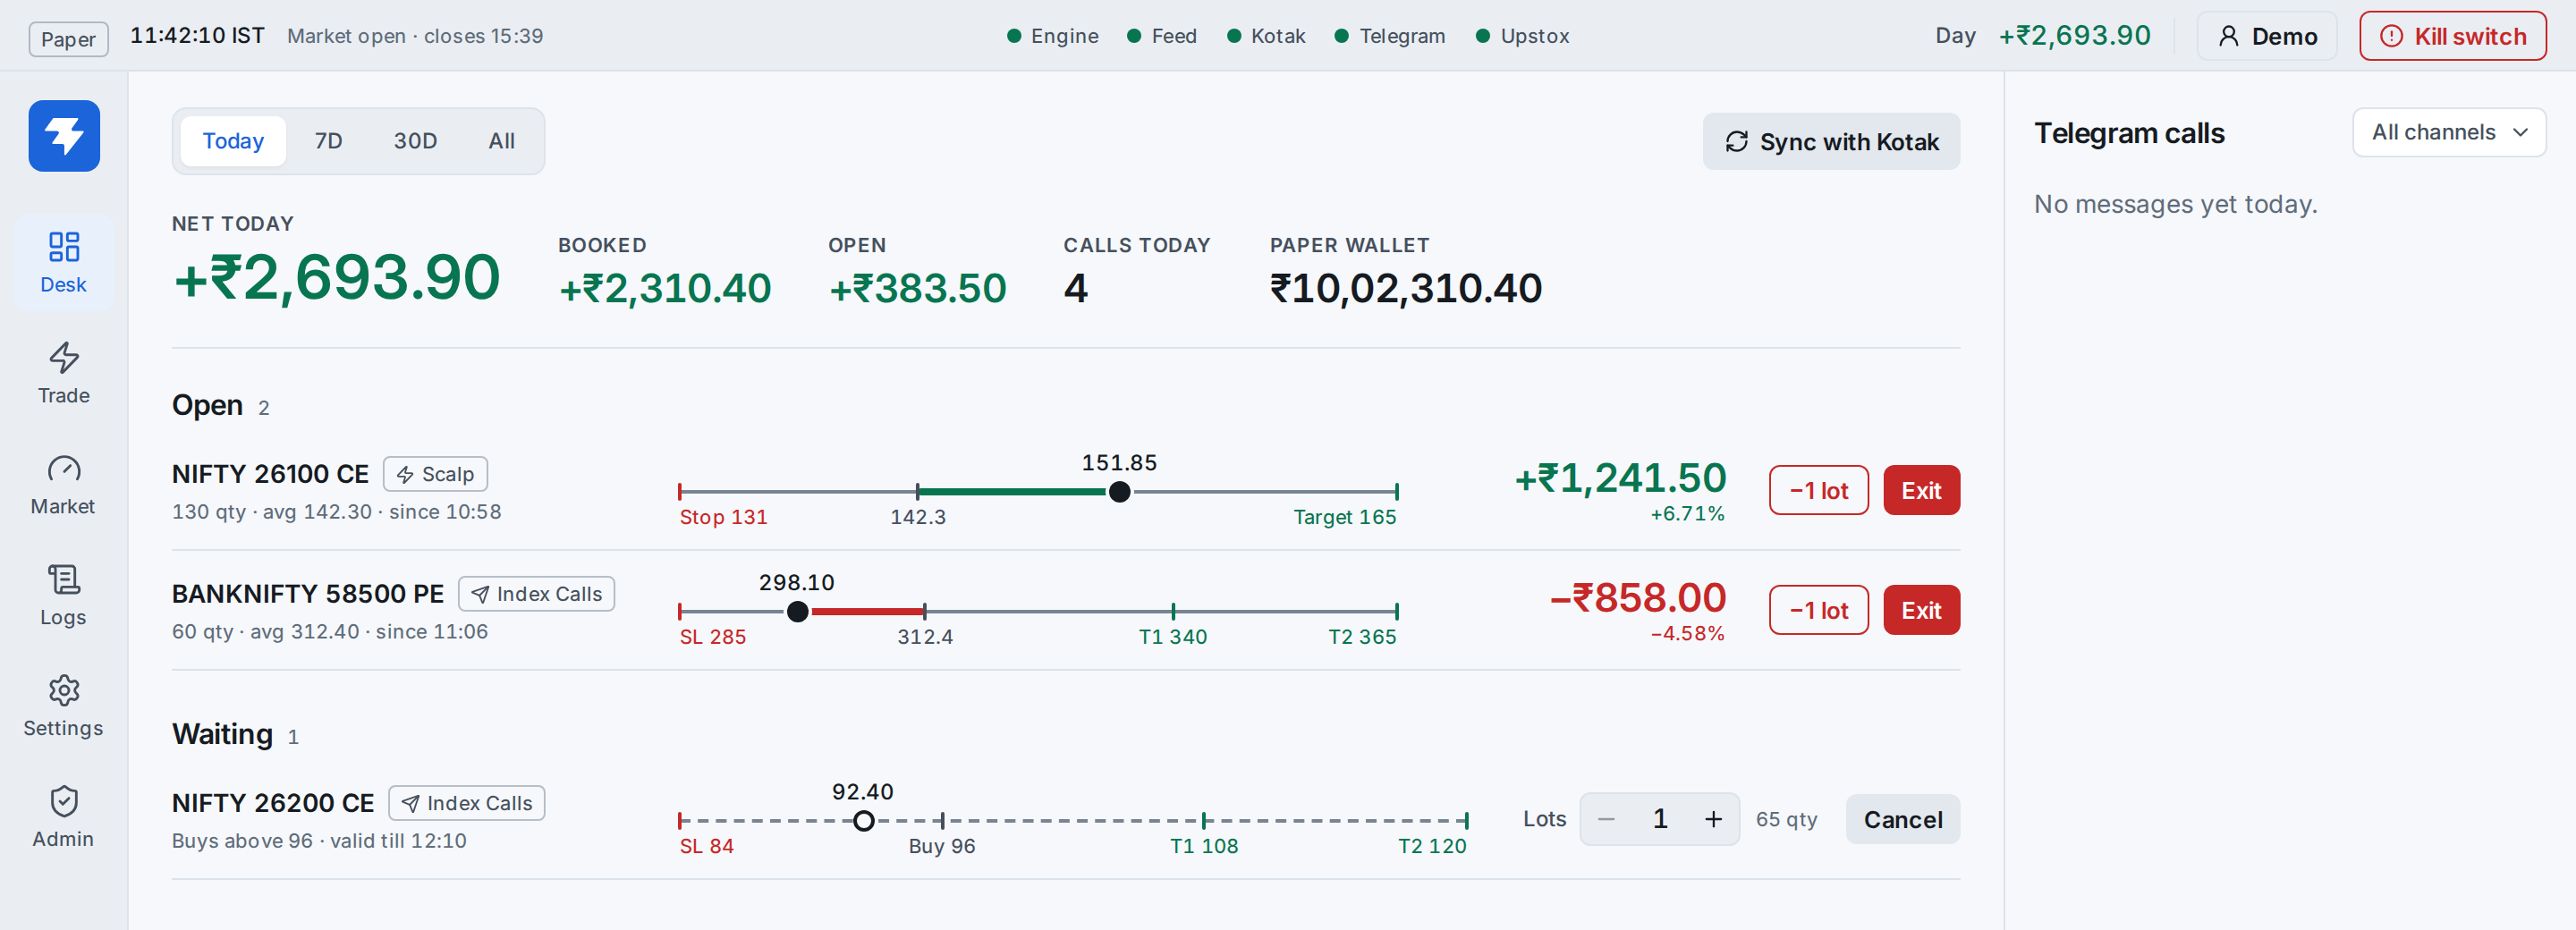 Paper 11:42:10 IST Market open · closes 15:39 Engine Feed Kotak Telegram Upstox Day +₹2,693.90 Demo Kill switch
Today 7D 30D All Sync with Kotak
NET TODAY
+₹2,693.90
BOOKED
+₹2,310.40
OPEN
+₹383.50
CALLS TODAY
4
PAPER WALLET
₹10,02,310.40
Desk
Trade
Market
Logs
Settings
Admin
Open 2
NIFTY 26100 CE Scalp
130 qty · avg 142.30 · since 10:58
151.85
Stop 131 142.3 Target 165
+₹1,241.50
+6.71%
−1 lot Exit
BANKNIFTY 58500 PE Index Calls
60 qty · avg 312.40 · since 11:06
298.10
SL 285 312.4 T1 340 T2 365
−₹858.00
−4.58%
−1 lot Exit
Waiting 1
NIFTY 26200 CE Index Calls
Buys above 96 · valid till 12:10
92.40
SL 84 Buy 96 T1 108 T2 120
Lots − 1 + 65 qty Cancel
Telegram calls All channels
No messages yet today.